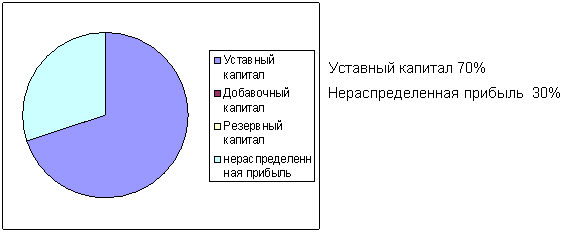 Уставный
капитал
Добавочный
капитал
Резервный
капитал
нераспределенн
ная прибыль
Уставный капитал 70%
Нераспределенная прибыль 30%